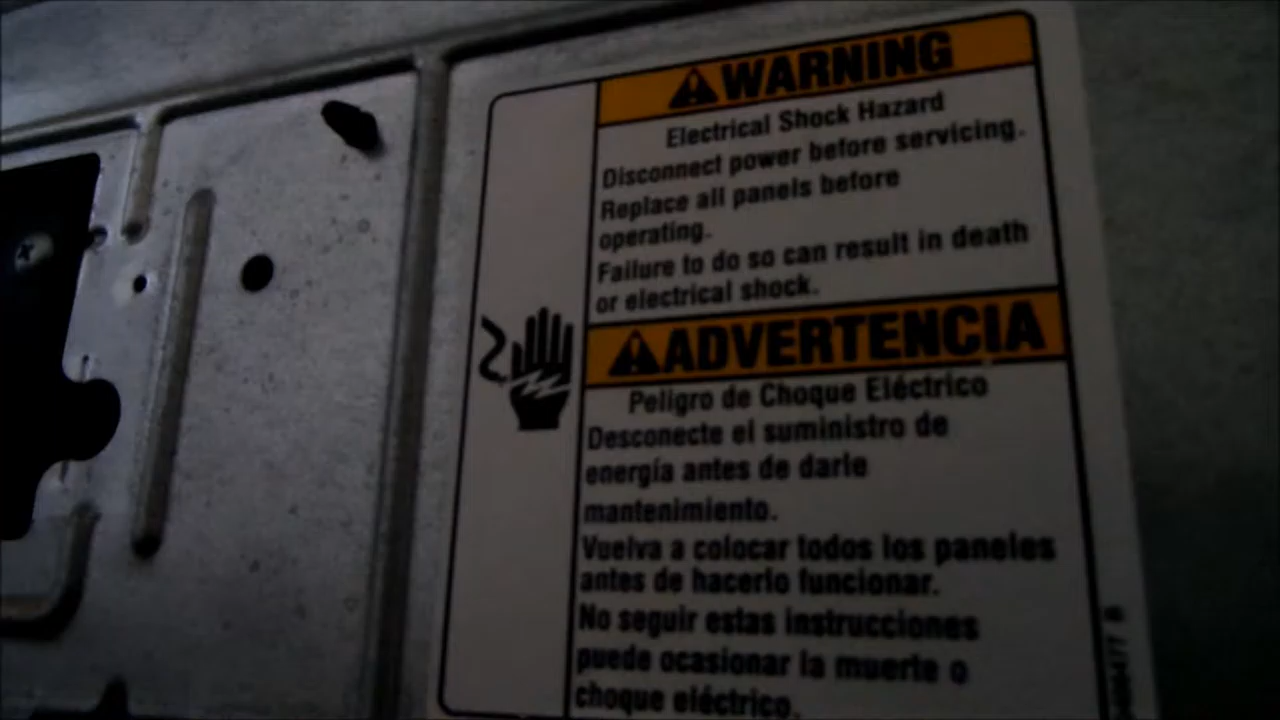 WARNING
Electrical Shock Hazard
Disconnect power before servicing.
Replace all panels before
operating.
Failure to do so can result in death
or electrical shock.
ADVERTENCIA
Peligro de Choque Eléctrico
Desconecte el suministro de
energía antes de darle
mantenimiento.
Vuelva a colocar todos los paneles
antes de hacerlo funcionar.
No seguir estas instrucciones
puede ocasionar la muerte o
choque eléctrico.